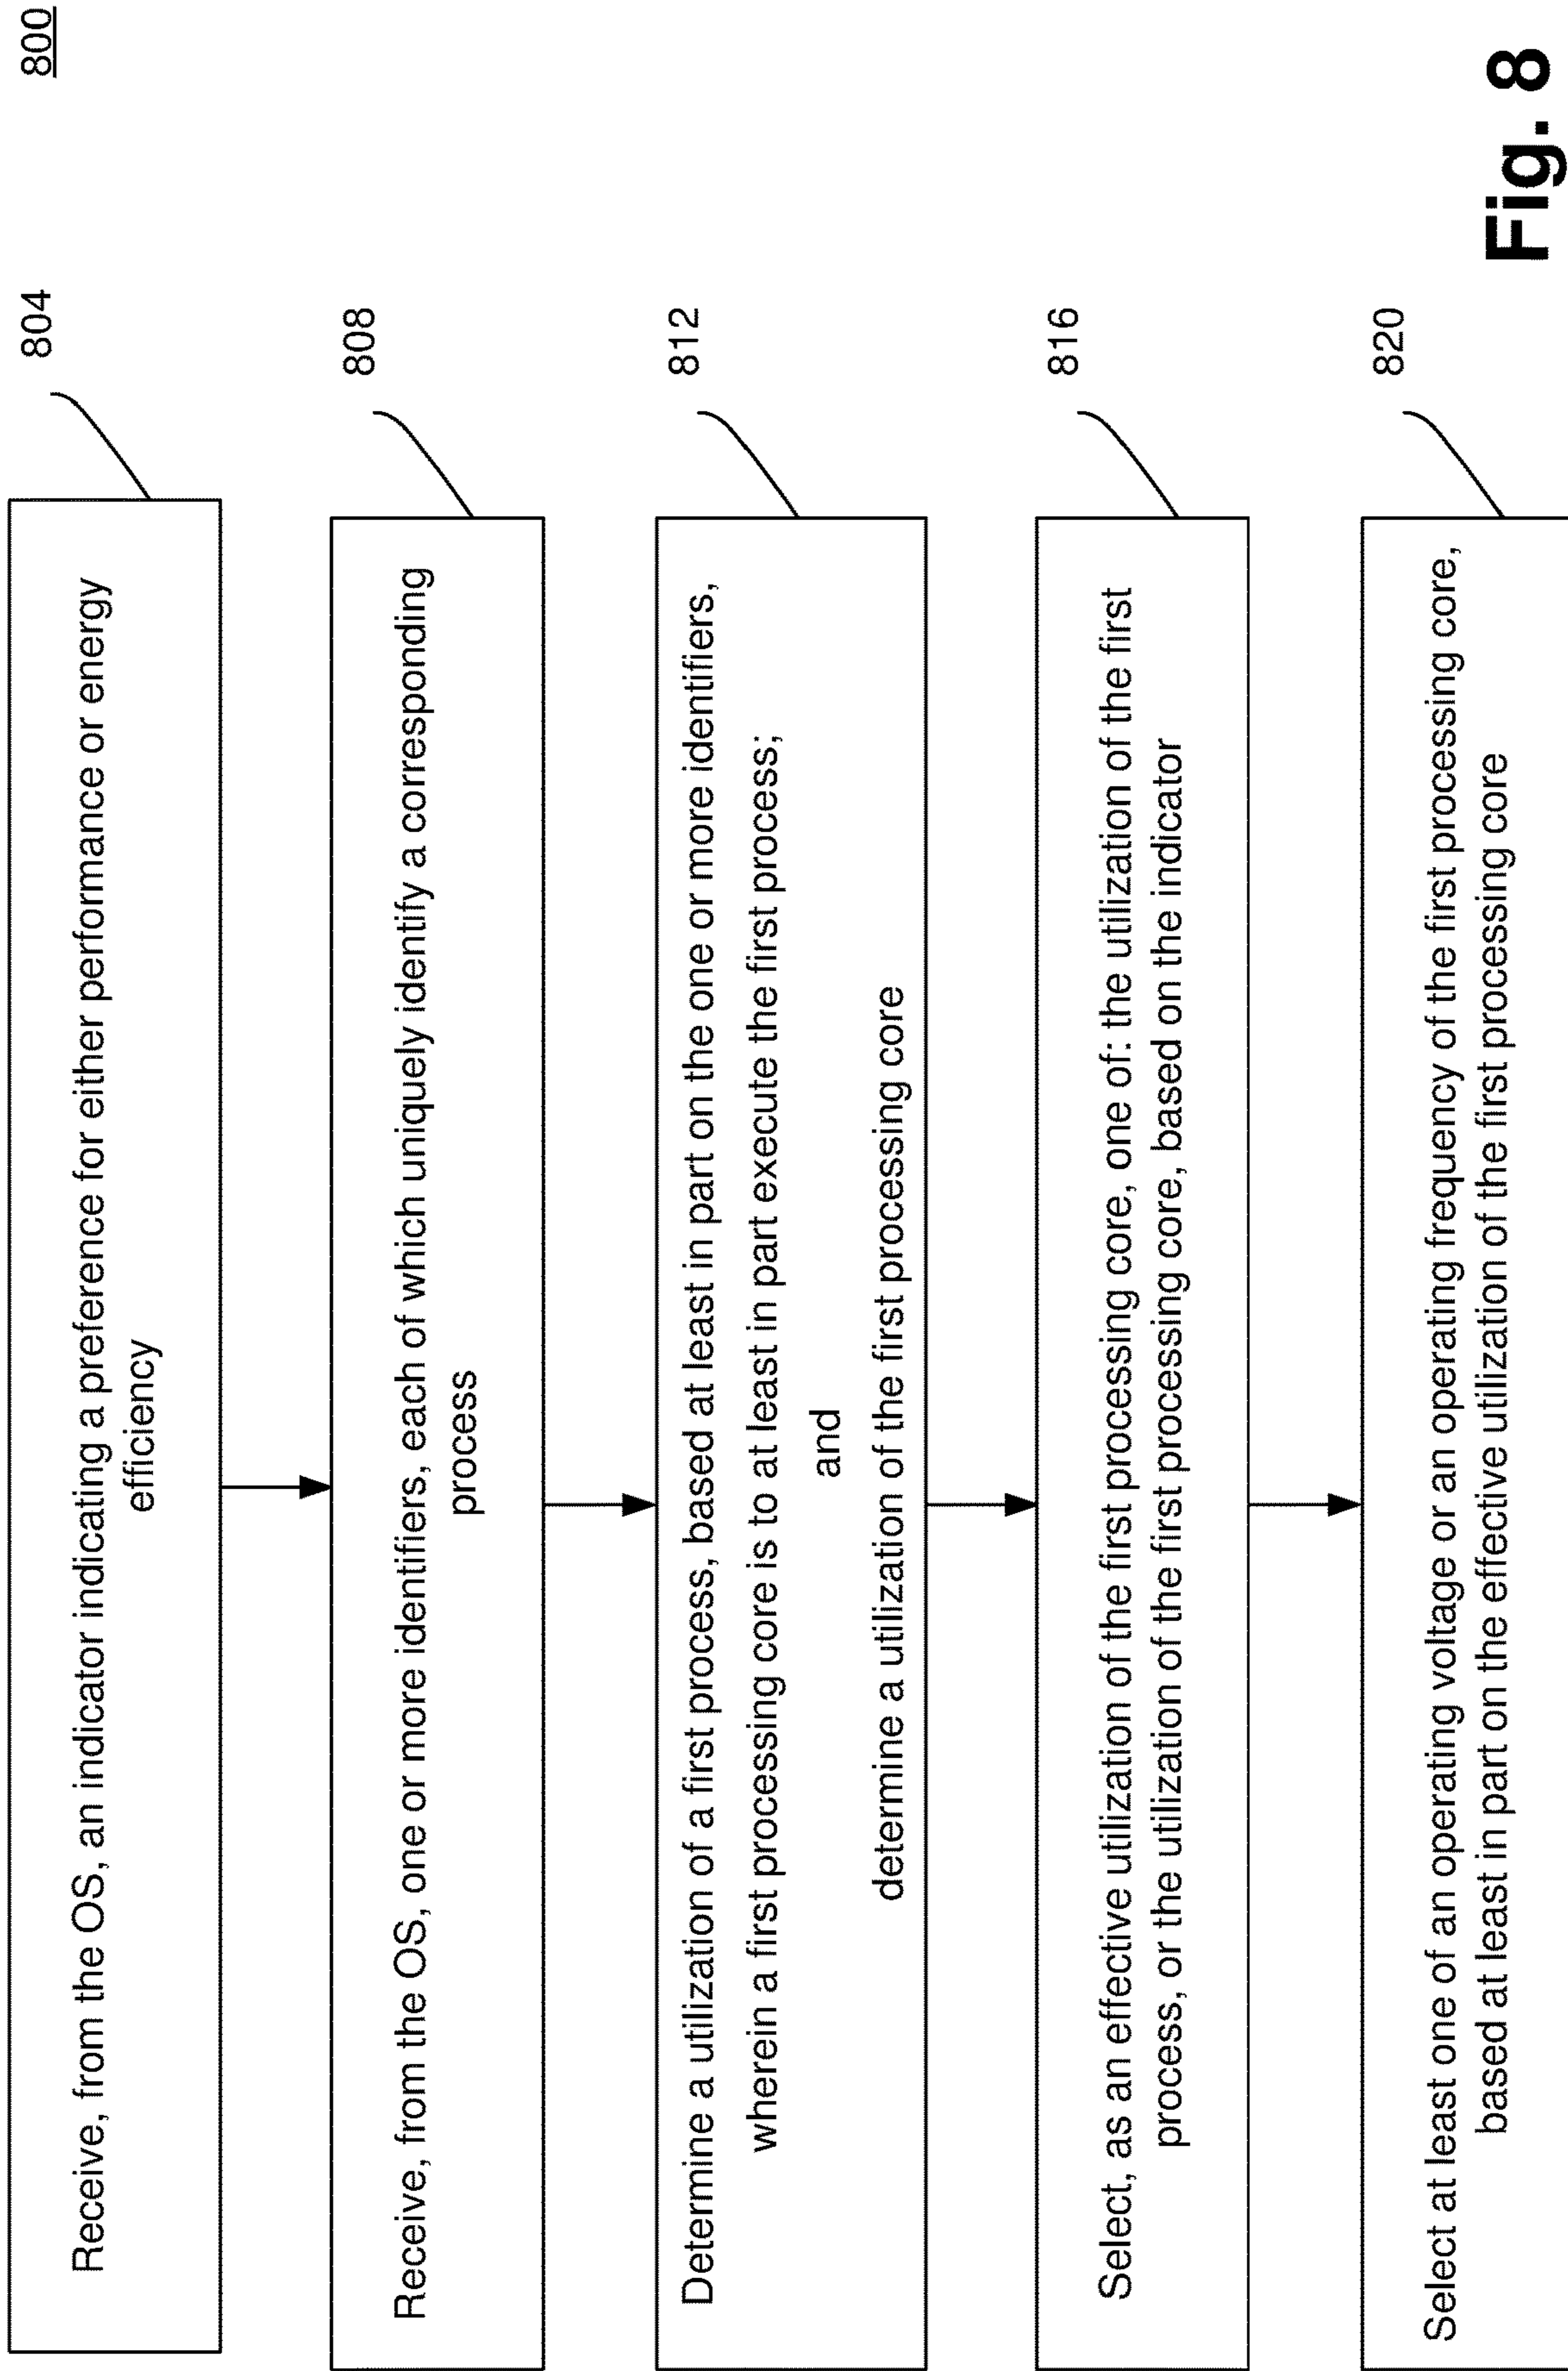 800
804
Receive, from the OS, an indicator indicating a preference for either performance or energy
efficiency
808
Receive, from the OS, one or more identifiers, each of which uniquely identify a corresponding
process
812
Determine a utilization of a first process, based at least in part on the one or more identifiers,
wherein a first processing core is to at least in part execute the first process;
and
determine a utilization of the first processing core
816
Select, as an effective utilization of the first processing core, one of: the utilization of the first
process, or the utilization of the first processing core, based on the indicator
820
Select at least one of an operating voltage or an operating frequency of the first processing core,
based at least in part on the effective utilization of the first processing core
Fig. 8